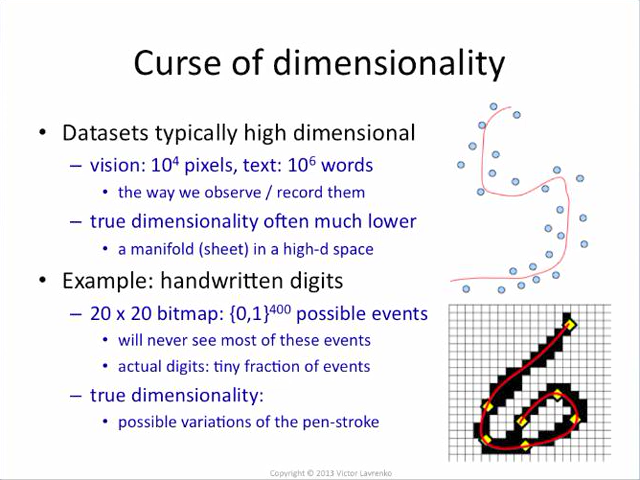 Curse of dimensionality
• Datasets typically high dimensional
– vision: 10⁴ pixels, text: 10⁶ words
• the way we observe / record them
– true dimensionality often much lower
• a manifold (sheet) in a high-d space
• Example: handwritten digits
– 20 x 20 bitmap: {0,1}⁴⁰⁰ possible events
• will never see most of these events
• actual digits: tiny fraction of events
– true dimensionality:
• possible variations of the pen-stroke
Copyright © 2013 Victor Lavrenko